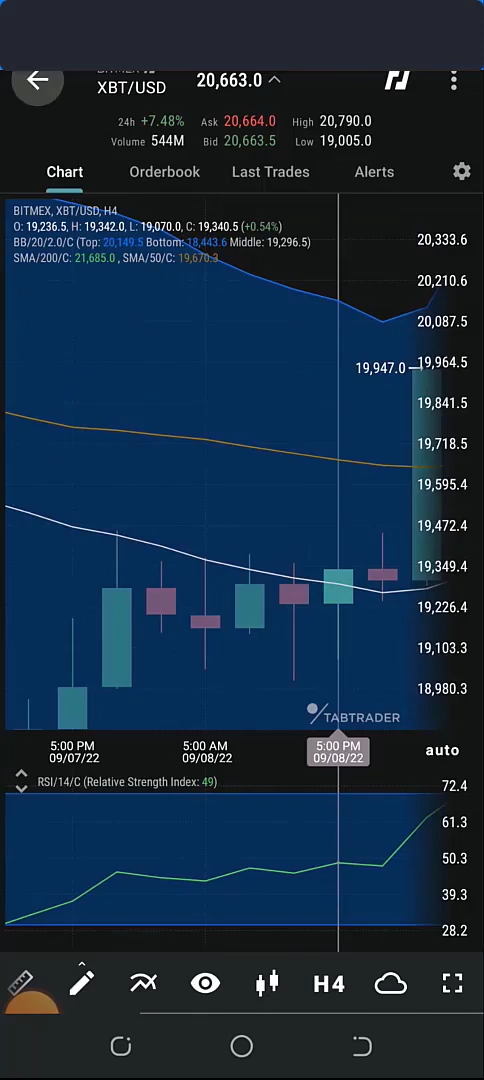 XBT/USD
20,663.0
24h +7.48% Ask 20,664.0 High 20,790.0
Volume 544M Bid 20,663.5 Low 19,005.0
Chart Orderbook Last Trades Alerts
BITMEX, XBT/USD, H4
O: 19,236.5, H: 19,342.0, L: 19,070.0, C: 19,340.5 (+0.54%)
BB/20/2.0/C (Top: 20,149.5 Bottom: 18,443.6 Middle: 19,296.5)
SMA/200/C: 21,685.0 , SMA/50/C: 19,670.3
20,333.6
20,210.6
20,087.5
19,964.5
19,947.0
19,841.5
19,718.5
19,595.4
19,472.4
19,349.4
19,226.4
19,103.3
18,980.3
TABTRADER
5:00 PM 5:00 AM 5:00 PM
09/07/22 09/08/22 09/08/22
auto
RSI/14/C (Relative Strength Index: 49)
72.4
61.3
50.3
39.3
28.2
H4